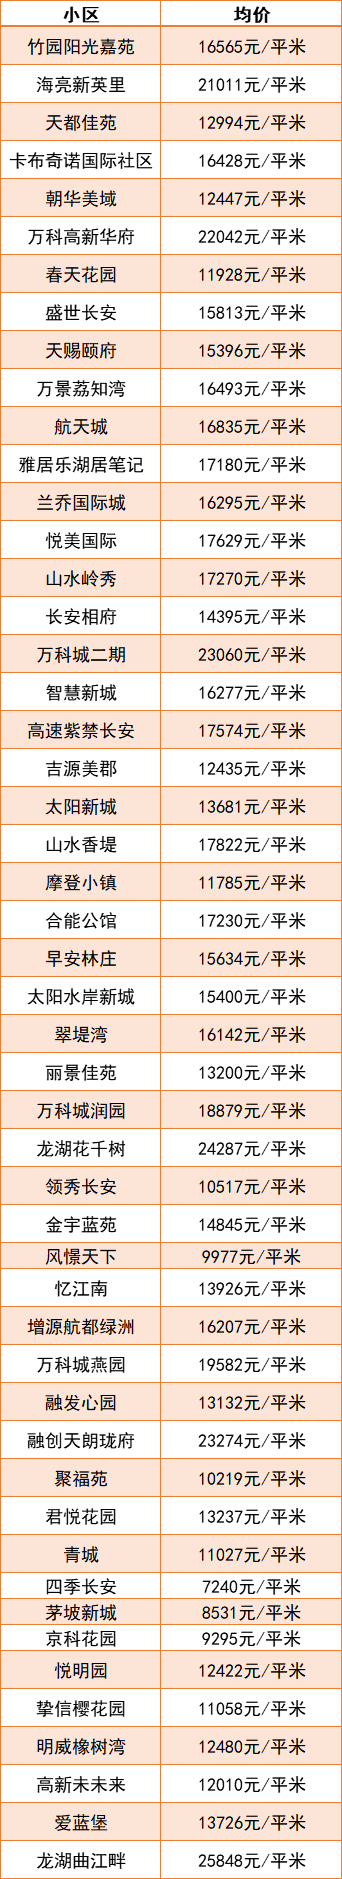 小区 均价
竹园阳光嘉苑 16565元/平米
海亮新英里 21011元/平米
天都佳苑 12994元/平米
卡布奇诺国际社区 16428元/平米
朝华美域 12447元/平米
万科高新华府 22042元/平米
春天花园 11928元/平米
盛世长安 15813元/平米
天赐颐府 15396元/平米
万景荔知湾 16493元/平米
航天城 16835元/平米
雅居乐湖居笔记 17180元/平米
兰乔国际城 16295元/平米
悦美国际 17629元/平米
山水岭秀 17270元/平米
长安相府 14395元/平米
万科城二期 23060元/平米
智慧新城 16277元/平米
高速紫禁长安 17574元/平米
吉源美郡 12435元/平米
太阳新城 13681元/平米
山水香堤 17822元/平米
摩登小镇 11785元/平米
合能公馆 17230元/平米
早安林庄 15634元/平米
太阳水岸新城 15400元/平米
翠堤湾 16142元/平米
丽景佳苑 13200元/平米
万科城润园 18879元/平米
龙湖花千树 24287元/平米
领秀长安 10517元/平米
金宇蓝苑 14845元/平米
风憬天下 9977元/平米
忆江南 13926元/平米
增源航都绿洲 16207元/平米
万科城燕园 19582元/平米
融发心园 13132元/平米
融创天朗珑府 23274元/平米
聚福苑 10219元/平米
君悦花园 13237元/平米
青城 11027元/平米
四季长安 7240元/平米
茅坡新城 8531元/平米
京科花园 9295元/平米
悦明园 12422元/平米
挚信樱花园 11058元/平米
明威橡树湾 12480元/平米
高新未未来 12010元/平米
爱蓝堡 13726元/平米
龙湖曲江畔 25848元/平米